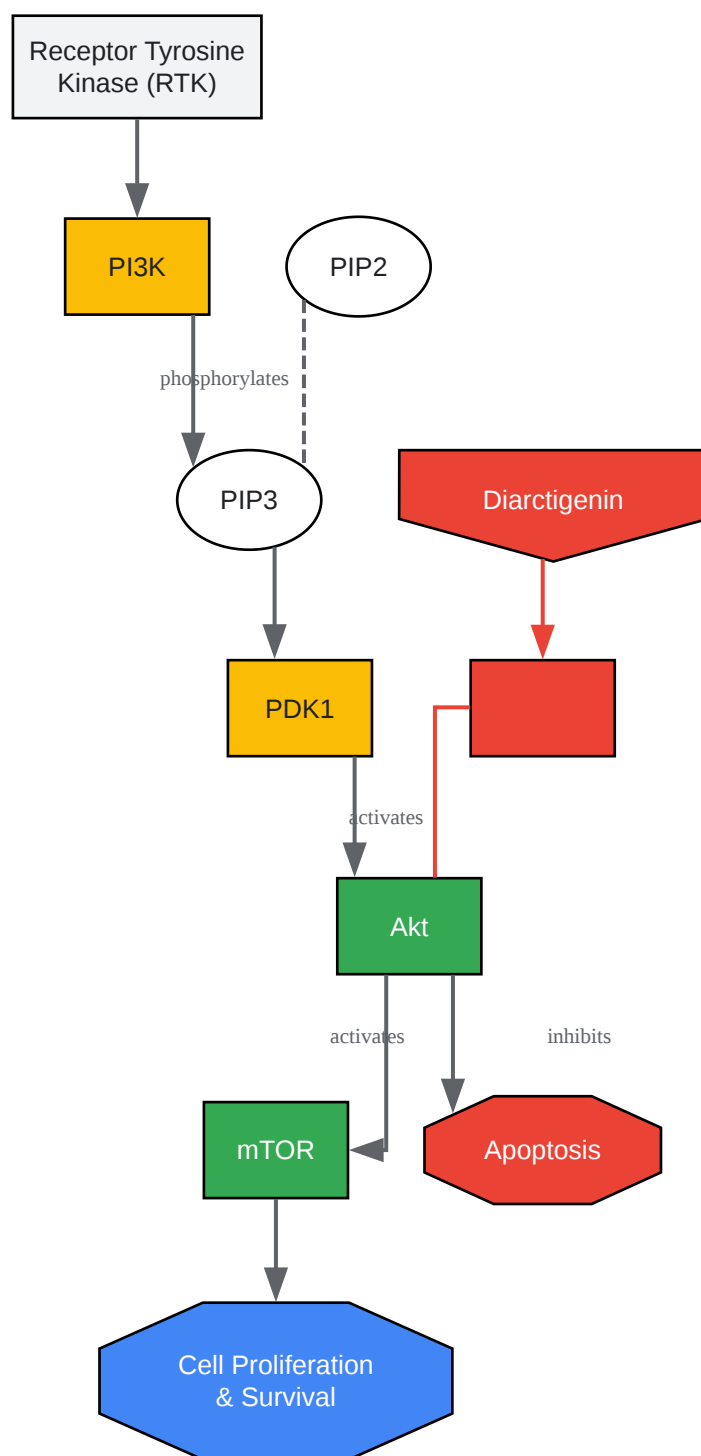 Receptor Tyrosine
Kinase (RTK)
PI3K
PIP2
phosphorylates
PIP3
Diarctigenin
PDK1
activates
Akt
activates
inhibits
mTOR
Apoptosis
Cell Proliferation
& Survival